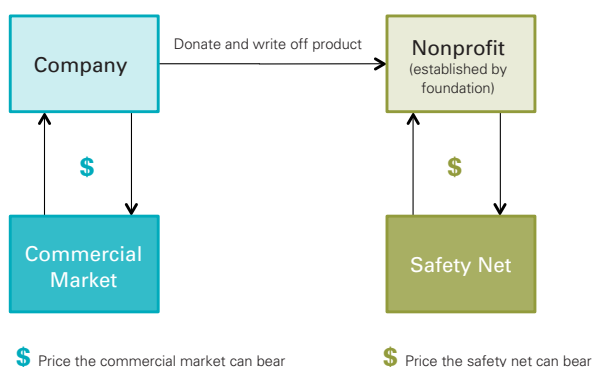 Company
Donate and write off product
Nonprofit
(established by
foundation)
$
$
Commercial
Market
Safety Net
$ Price the commercial market can bear
$ Price the safety net can bear